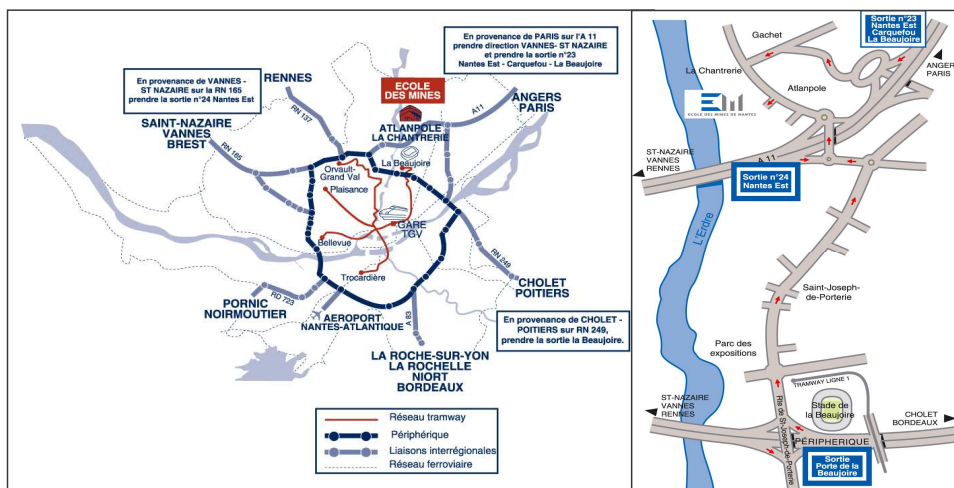 En provenance de PARIS sur l'A 11
prendre direction VANNES- ST NAZAIRE
et prendre la sortie n°23
Nantes Est - Carquefou - La Beaujoire
En provenance de VANNES -
ST NAZAIRE sur la RN 165
prendre la sortie n°24 Nantes Est
RENNES
RN 137
SAINT-NAZAIRE
VANNES
BREST
RN 165
ECOLE
DES MINES
ATLANPOLE
LA CHANTRERIE
A11
ANGERS
PARIS
La Beaujoire
Orvault-
Grand Val
Plaisance
GARE
TGV
Bellevue
Trocardière
RN 249
CHOLET
POITIERS
PORNIC
NOIRMOUTIER
RD 723
AEROPORT
NANTES-ATLANTIQUE
A 83
En provenance de CHOLET -
POITIERS sur RN 249,
prendre la sortie la Beaujoire.
LA ROCHE-SUR-YON
LA ROCHELLE
NIORT
BORDEAUX
Réseau tramway
Périphérique
Liaisons interrégionales
Réseau ferroviaire
Sortie n°23
Nantes Est
Carquefou
La Beaujoire
Gachet
La Chantrerie
ANGERS
PARIS
Atlanpole
EM
ECOLE DES MINES DE NANTES
ST-NAZAIRE
VANNES
RENNES
A 11
Sortie n°24
Nantes Est
L'Erdre
Saint-Joseph-
de-Porterie
Parc des
expositions
TRAMWAY LIGNE 1
Stade de
la Beaujoire
ST-NAZAIRE
VANNES
RENNES
Rte de St-Joseph-de-Porterie
CHOLET
BORDEAUX
PÉRIPHERIQUE
Sortie
Porte de la
Beaujoire